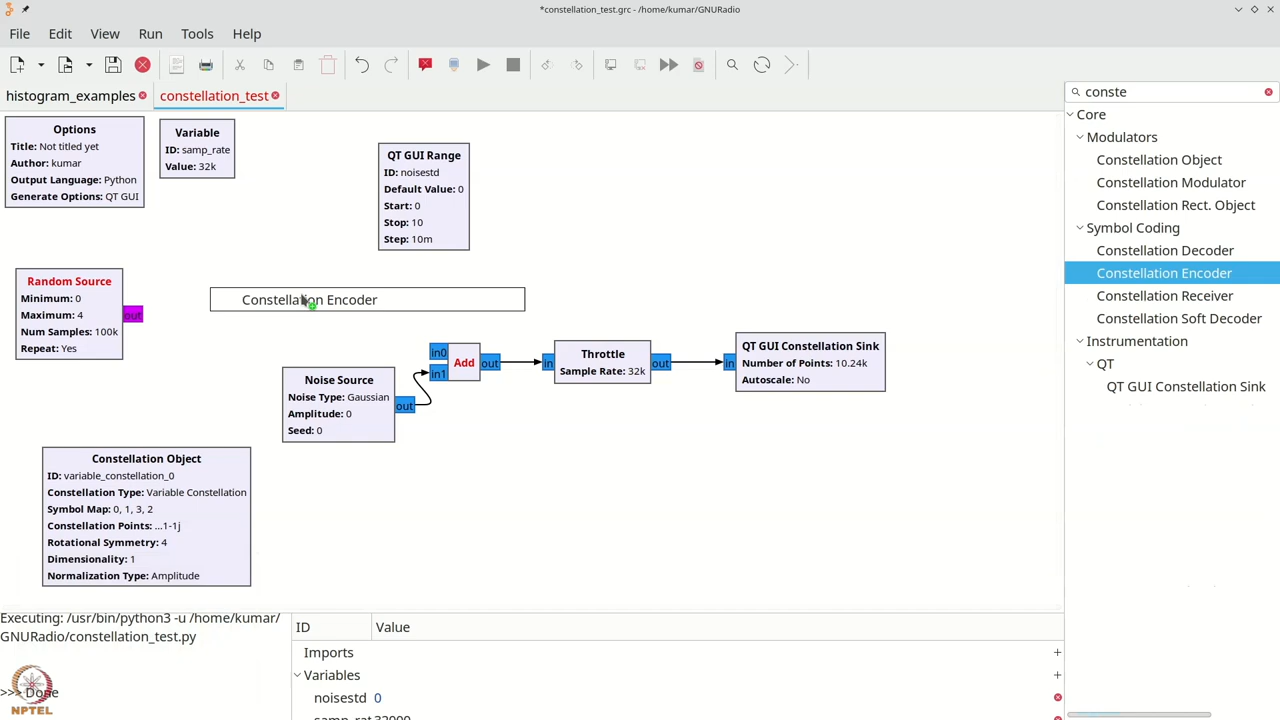 *constellation_test.grc - /home/kumar/GNURadio
File Edit View Run Tools Help
histogram_examples constellation_test
conste
Core
Modulators
Constellation Object
Constellation Modulator
Constellation Rect. Object
Symbol Coding
Constellation Decoder
Constellation Encoder
Constellation Receiver
Constellation Soft Decoder
Instrumentation
QT
QT GUI Constellation Sink
Options
Title: Not titled yet
Author: kumar
Output Language: Python
Generate Options: QT GUI
Variable
ID: samp_rate
Value: 32k
QT GUI Range
ID: noisestd
Default Value: 0
Start: 0
Stop: 10
Step: 10m
Random Source
Minimum: 0
Maximum: 4
Num Samples: 100k
Repeat: Yes
out
Constellation Encoder
Noise Source
Noise Type: Gaussian
Amplitude: 0
Seed: 0
out
in0
in1
Add
out
in
Throttle
Sample Rate: 32k
out
in
QT GUI Constellation Sink
Number of Points: 10.24k
Autoscale: No
Constellation Object
ID: variable_constellation_0
Constellation Type: Variable Constellation
Symbol Map: 0, 1, 3, 2
Constellation Points: ...1-1j
Rotational Symmetry: 4
Dimensionality: 1
Normalization Type: Amplitude
Executing: /usr/bin/python3 -u /home/kumar/
GNURadio/constellation_test.py
>>> Done
NPTEL
ID Value
Imports
Variables
noisestd 0
samp_rat 32000